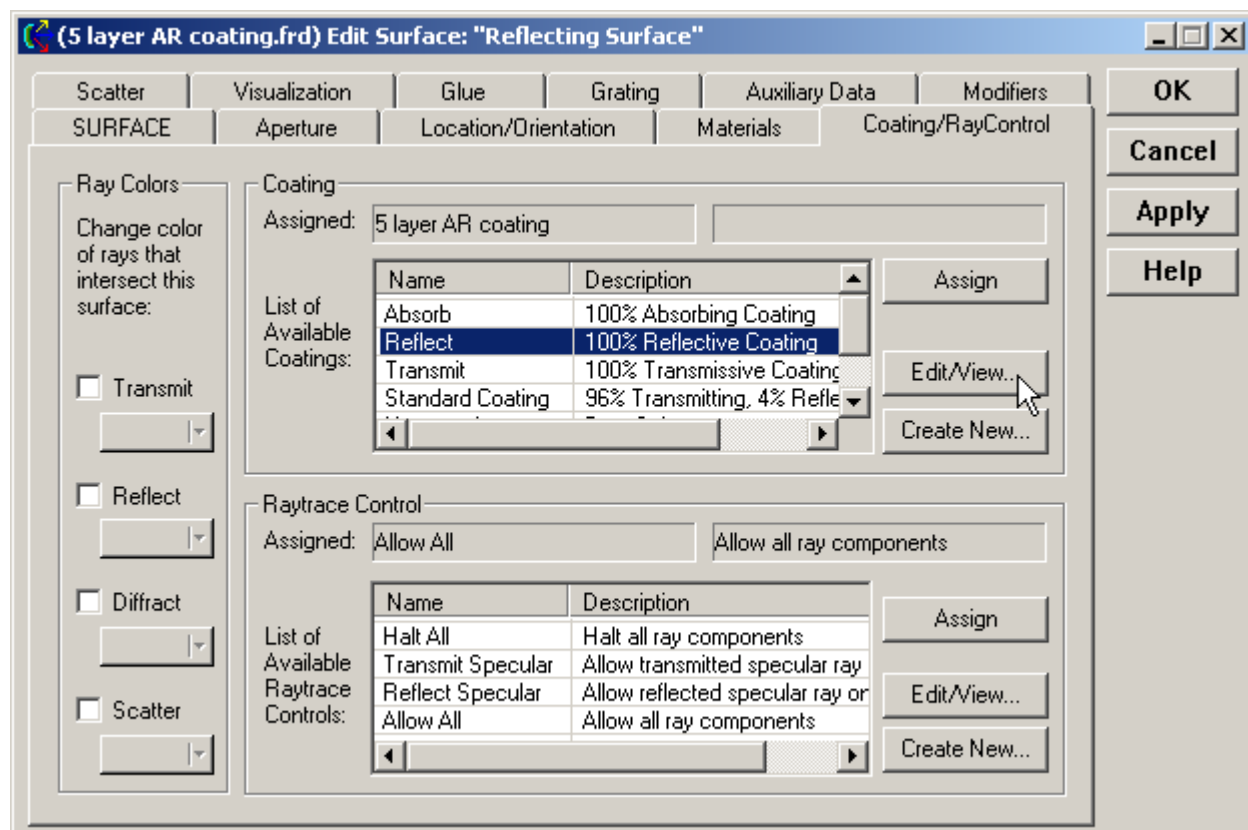 (5 layer AR coating.frd) Edit Surface: "Reflecting Surface"
Scatter Visualization Glue Grating Auxiliary Data Modifiers
SURFACE Aperture Location/Orientation Materials Coating/RayControl
OK
Cancel
Apply
Help
Ray Colors
Change color
of rays that
intersect this
surface:
Transmit
Reflect
Diffract
Scatter
Coating
Assigned: 5 layer AR coating
List of
Available
Coatings:
Name Description
Absorb 100% Absorbing Coating
Reflect 100% Reflective Coating
Transmit 100% Transmissive Coating
Standard Coating 96% Transmitting, 4% Refle
Assign
Edit/View...
Create New...
Raytrace Control
Assigned: Allow All Allow all ray components
List of
Available
Raytrace
Controls:
Name Description
Halt All Halt all ray components
Transmit Specular Allow transmitted specular ray
Reflect Specular Allow reflected specular ray or
Allow All Allow all ray components
Assign
Edit/View...
Create New...